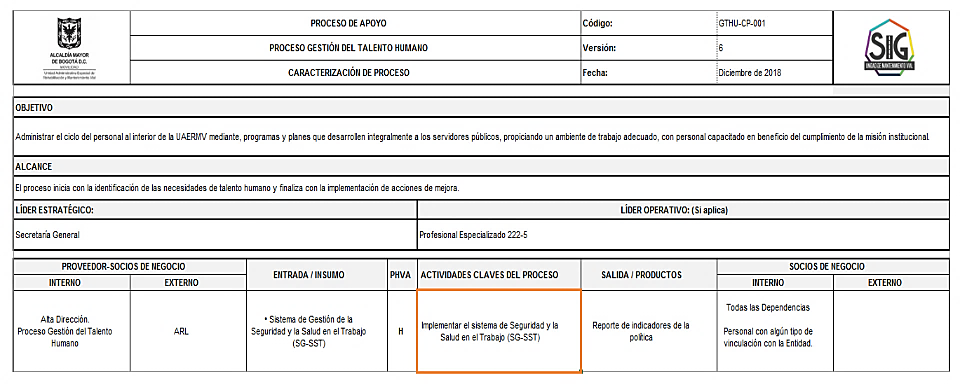 ALCALDÍA MAYOR
DE BOGOTÁ D.C.
MOVILIDAD
Unidad Administrativa Especial de
Rehabilitación y Mantenimiento Vial
PROCESO DE APOYO
Código:
GTHU-CP-001
PROCESO GESTIÓN DEL TALENTO HUMANO
Versión:
6
CARACTERIZACIÓN DE PROCESO
Fecha:
Diciembre de 2018
SIIG
UNIDAD DE MANTENIMIENTO VIAL
OBJETIVO
Administrar el ciclo del personal al interior de la UAERMV mediante, programas y planes que desarrollen integralmente a los servidores públicos, propiciando un ambiente de trabajo adecuado, con personal capacitado en beneficio del cumplimiento de la misión institucional.
ALCANCE
El proceso inicia con la identificación de las necesidades de talento humano y finaliza con la implementación de acciones de mejora.
LÍDER ESTRATÉGICO:
LÍDER OPERATIVO: (Si aplica)
Secretaría General
Profesional Especializado 222-5
PROVEEDOR-SOCIOS DE NEGOCIO
INTERNO
EXTERNO
ENTRADA / INSUMO
PHVA
ACTIVIDADES CLAVES DEL PROCESO
SALIDA / PRODUCTOS
SOCIOS DE NEGOCIO
INTERNO
EXTERNO
Alta Dirección.
Proceso Gestión del Talento
Humano
ARL
• Sistema de Gestión de la
Seguridad y la Salud en el Trabajo
(SG-SST)
H
Implementar el sistema de Seguridad y la
Salud en el Trabajo (SG-SST)
Reporte de indicadores de la
política
Todas las Dependencias
Personal con algún tipo de
vinculación con la Entidad.